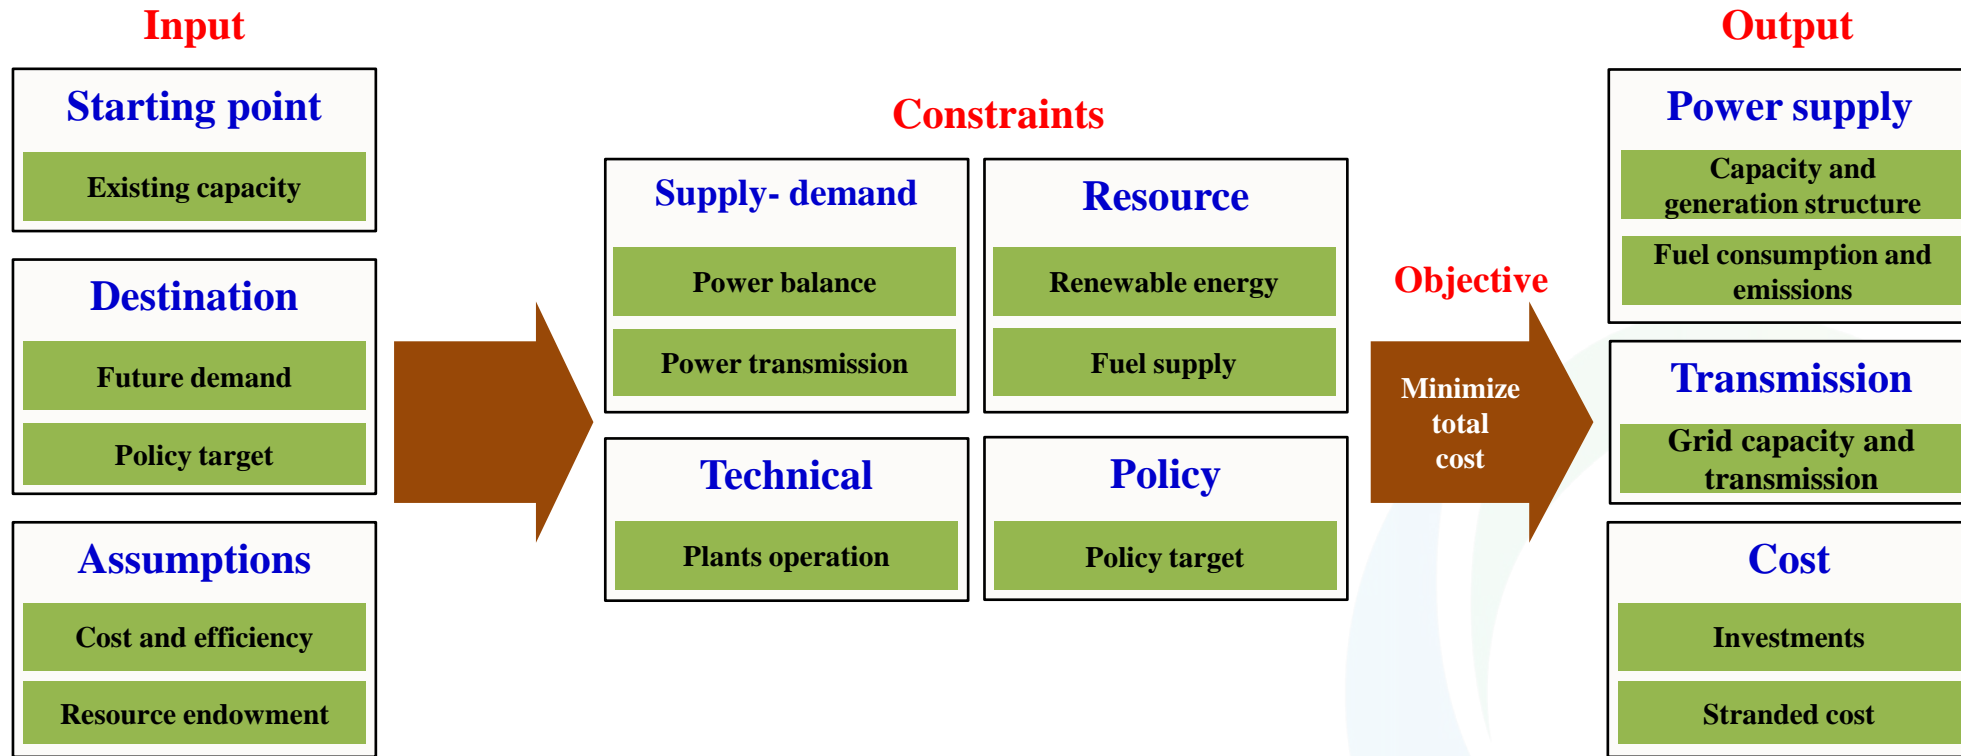 Input
Starting point
Existing capacity
Destination
Future demand
Policy target
Assumptions
Cost and efficiency
Resource endowment
Constraints
Supply- demand
Power balance
Power transmission
Resource
Renewable energy
Fuel supply
Technical
Plants operation
Policy
Policy target
Objective
Minimize
total
cost
Output
Power supply
Capacity and
generation structure
Fuel consumption and
emissions
Transmission
Grid capacity and
transmission
Cost
Investments
Stranded cost